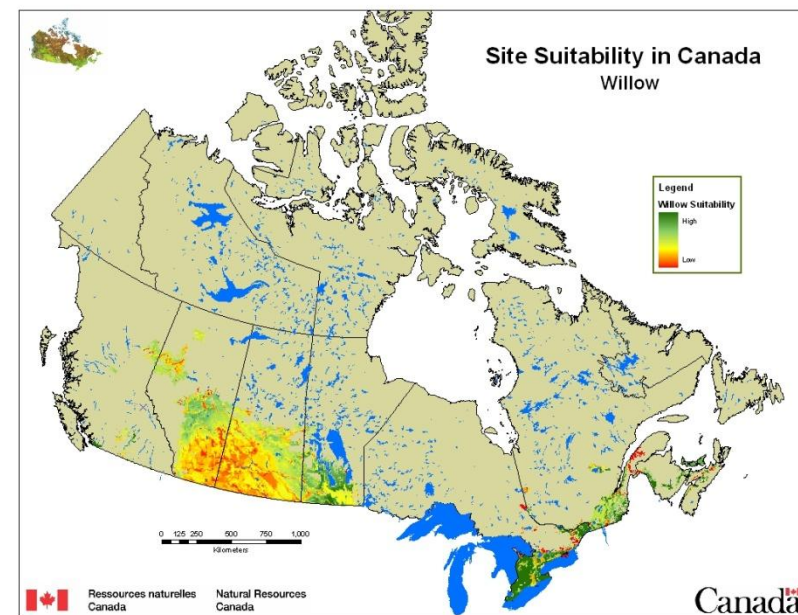 Site Suitability in Canada
Willow
Legend
Willow Suitability
High
Low
0 125 250 500 750 1,000
Kilometers
Ressources naturelles Natural Resources
Canada Canada
Canada